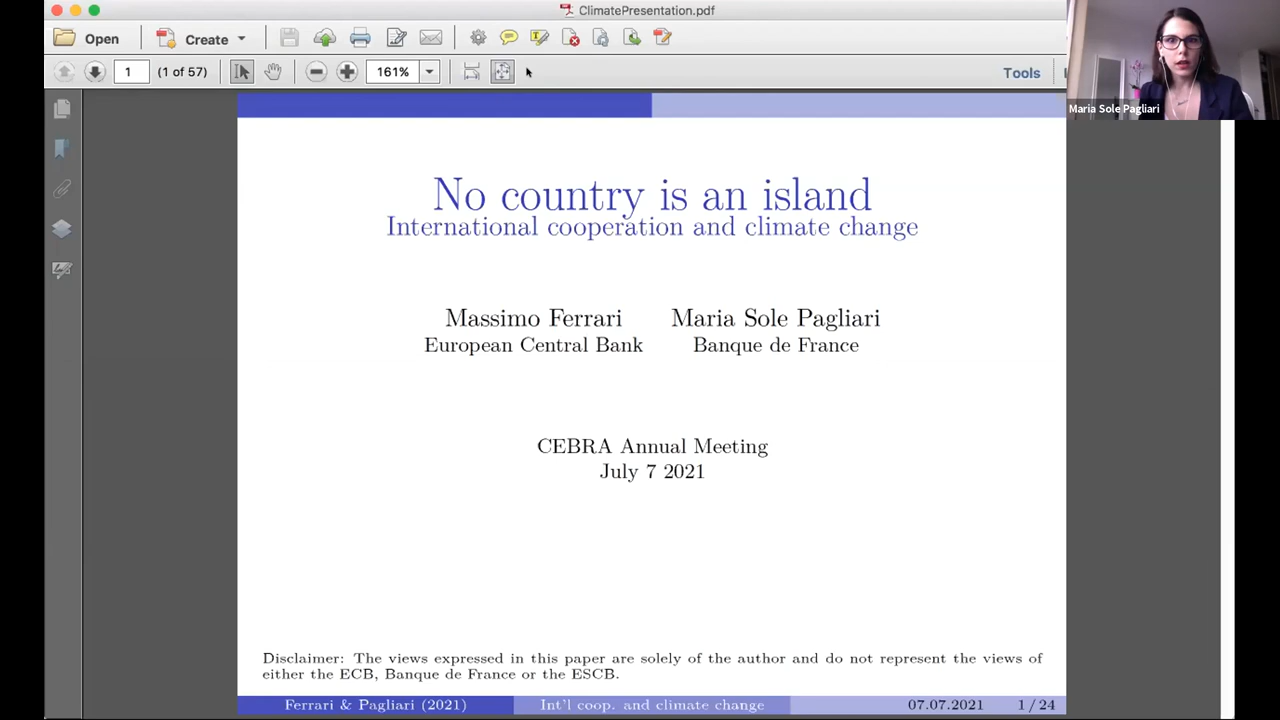 ClimatePresentation.pdf
Open
Create
1
(1 of 57)
161%
Tools
Maria Sole Pagliari
No country is an island
International cooperation and climate change
Massimo Ferrari
Maria Sole Pagliari
European Central Bank
Banque de France
CEBRA Annual Meeting
July 7 2021
Disclaimer: The views expressed in this paper are solely of the author and do not represent the views of
either the ECB, Banque de France or the ESCB.
Ferrari & Pagliari (2021)
Int'l coop. and climate change
07.07.2021
1 / 24